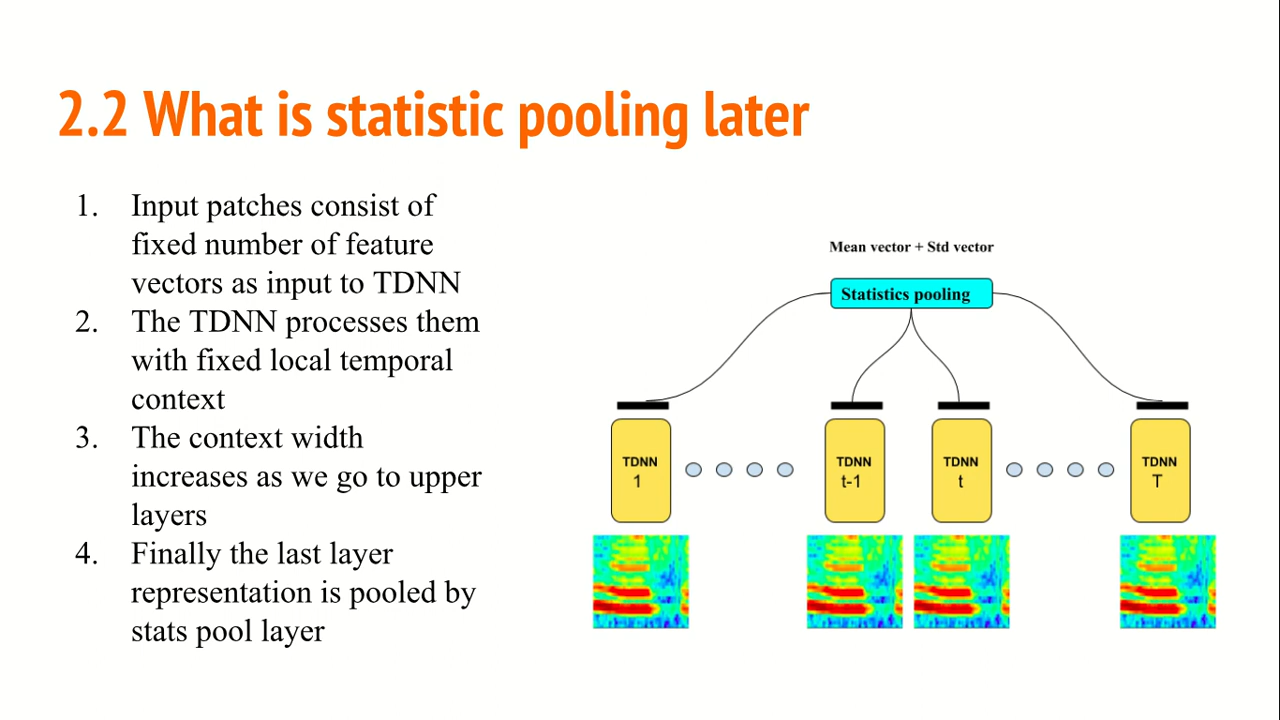 2.2 What is statistic pooling later
1. Input patches consist of
fixed number of feature
vectors as input to TDNN
2. The TDNN processes them
with fixed local temporal
context
3. The context width
increases as we go to upper
layers
4. Finally the last layer
representation is pooled by
stats pool layer
Mean vector + Std vector
Statistics pooling
TDNN
1
TDNN
t-1
TDNN
t
TDNN
T